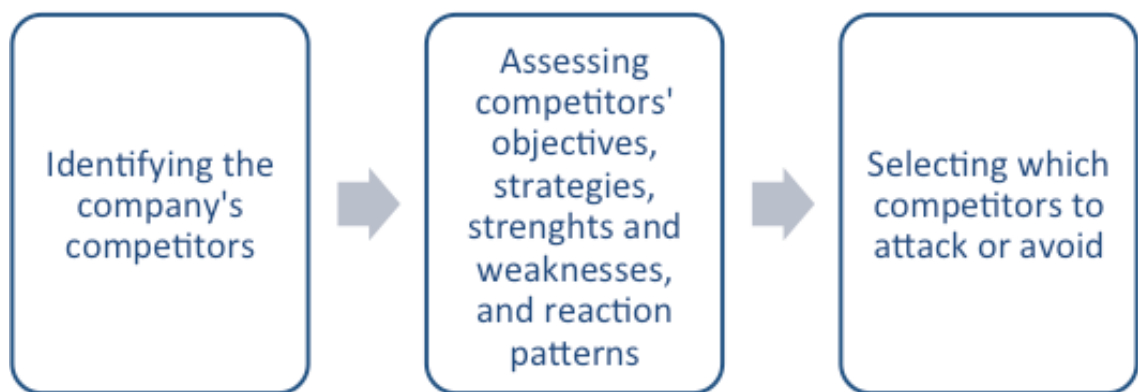 Identifying the
company's
competitors
Assessing
competitors'
objectives,
strategies,
strenghts and
weaknesses,
and reaction
patterns
Selecting which
competitors to
attack or avoid